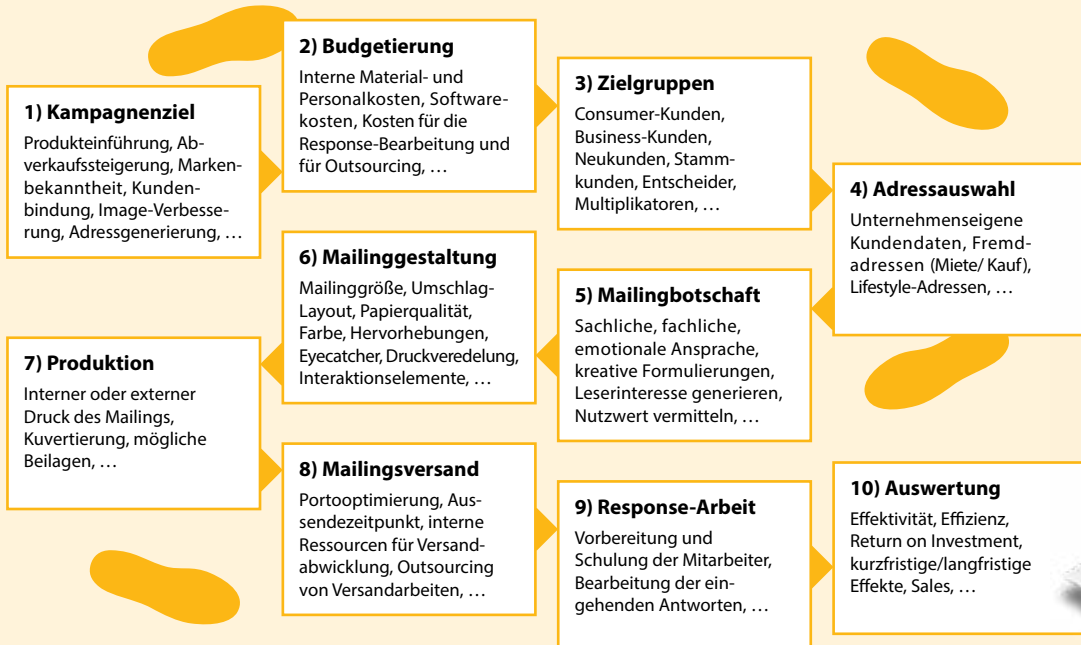 1) Kampagnenziel
Produkteinführung, Ab-
verkaufssteigerung, Marken-
bekanntheit, Kunden-
bindung, Image-Verbesse-
rung, Adressgenerierung, …
2) Budgetierung
Interne Material- und
Personalkosten, Software-
kosten, Kosten für die
Response-Bearbeitung und
für Outsourcing, …
3) Zielgruppen
Consumer-Kunden,
Business-Kunden,
Neukunden, Stamm-
kunden, Entscheider,
Multiplikatoren, …
4) Adressauswahl
Unternehmenseigene
Kundendaten, Fremd-
adressen (Miete/ Kauf),
Lifestyle-Adressen, …
5) Mailingbotschaft
Sachliche, fachliche,
emotionale Ansprache,
kreative Formulierungen,
Leserinteresse generieren,
Nutzwert vermitteln, …
6) Mailinggestaltung
Mailinggröße, Umschlag-
Layout, Papierqualität,
Farbe, Hervorhebungen,
Eyecatcher, Druckveredelung,
Interaktionselemente, …
7) Produktion
Interner oder externer
Druck des Mailings,
Kuvertierung, mögliche
Beilagen, …
8) Mailingsversand
Portooptimierung, Aus-
sendezeitpunkt, interne
Ressourcen für Versand-
abwicklung, Outsourcing
von Versandarbeiten, …
9) Response-Arbeit
Vorbereitung und
Schulung der Mitarbeiter,
Bearbeitung der ein-
gehenden Antworten, …
10) Auswertung
Effektivität, Effizienz,
Return on Investment,
kurzfristige/langfristige
Effekte, Sales, …